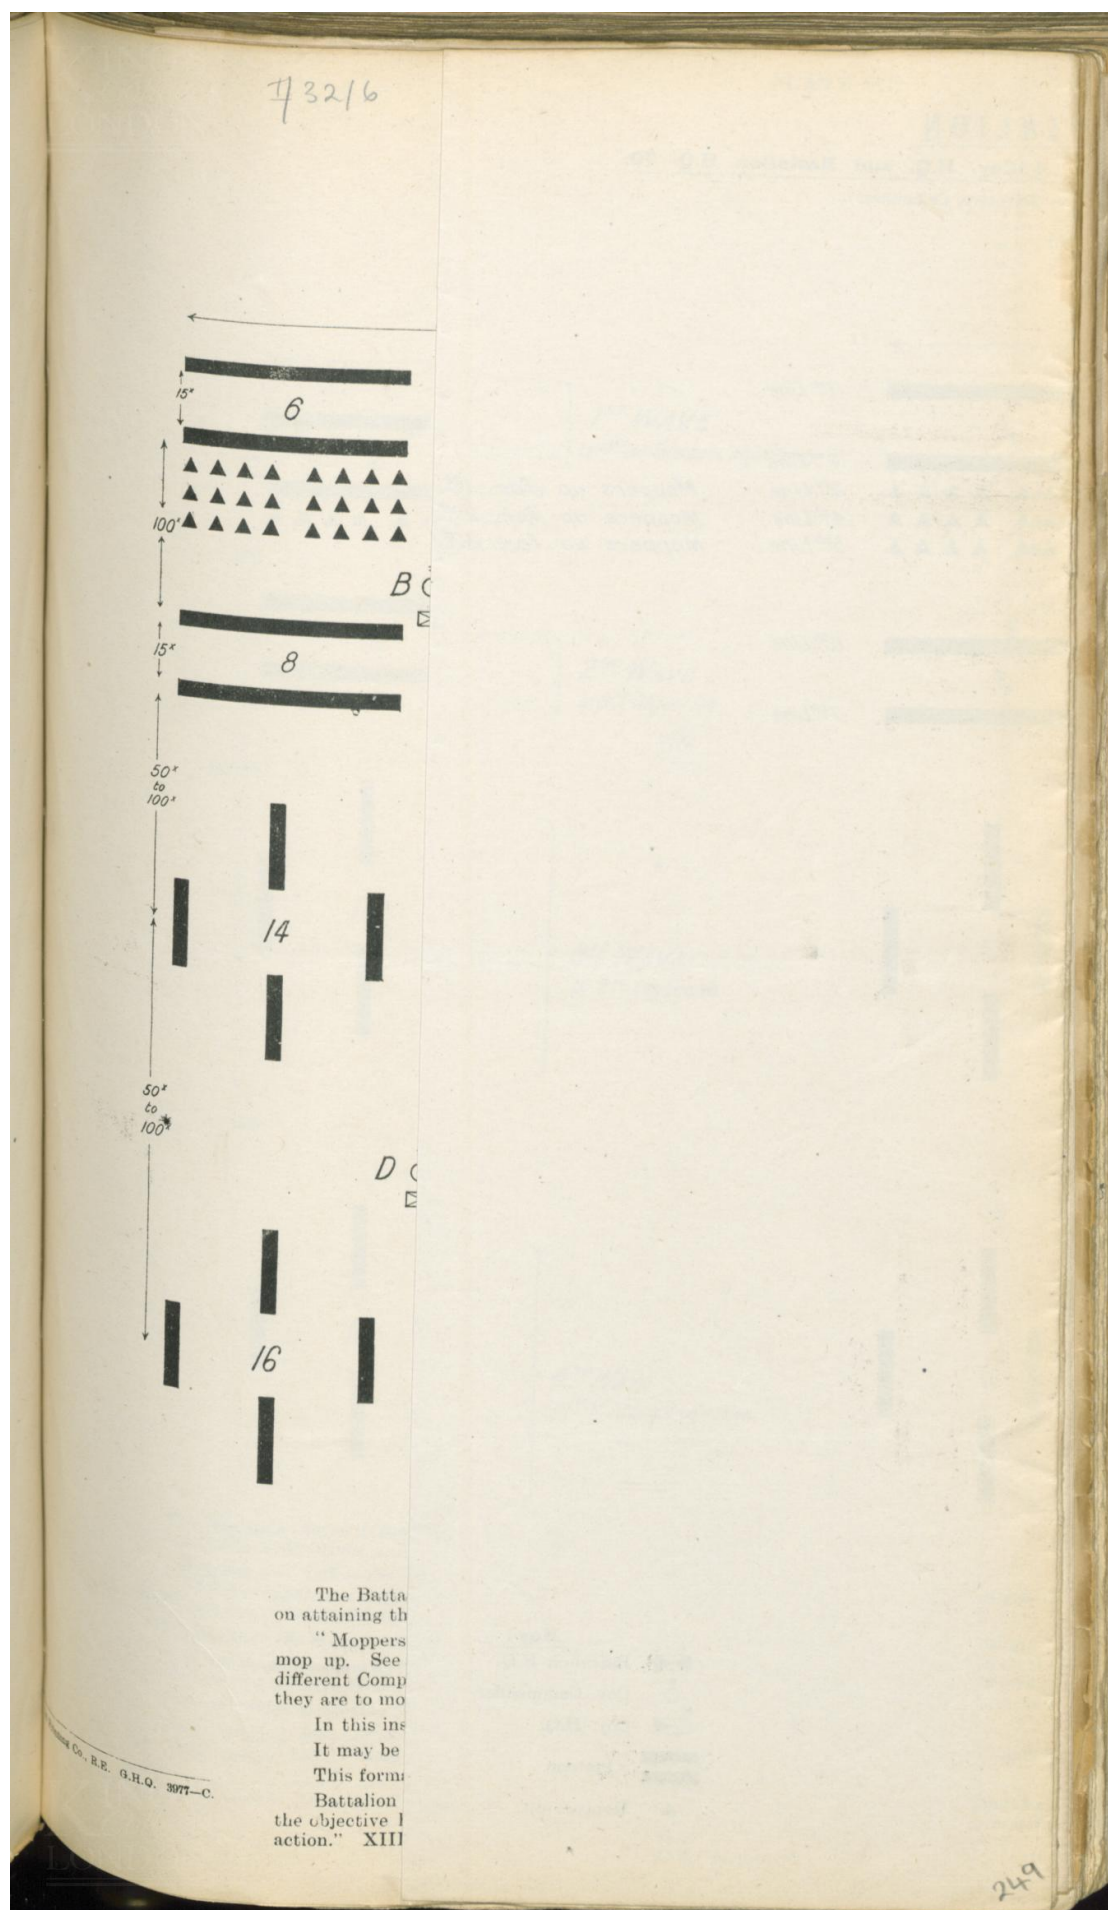 I/32/6
15ˣ
6
100ˣ
B
15ˣ
8
50ˣ
to
100ˣ
14
50ˣ
to
100ˣ
D
16
The Batta
on attaining th
“ Moppers
mop up. See
different Comp
they are to mo
In this ins
It may be
This form
Battalion
the objective
action.” XIII
Co., R.E. G.H.Q. 3977—C.
249